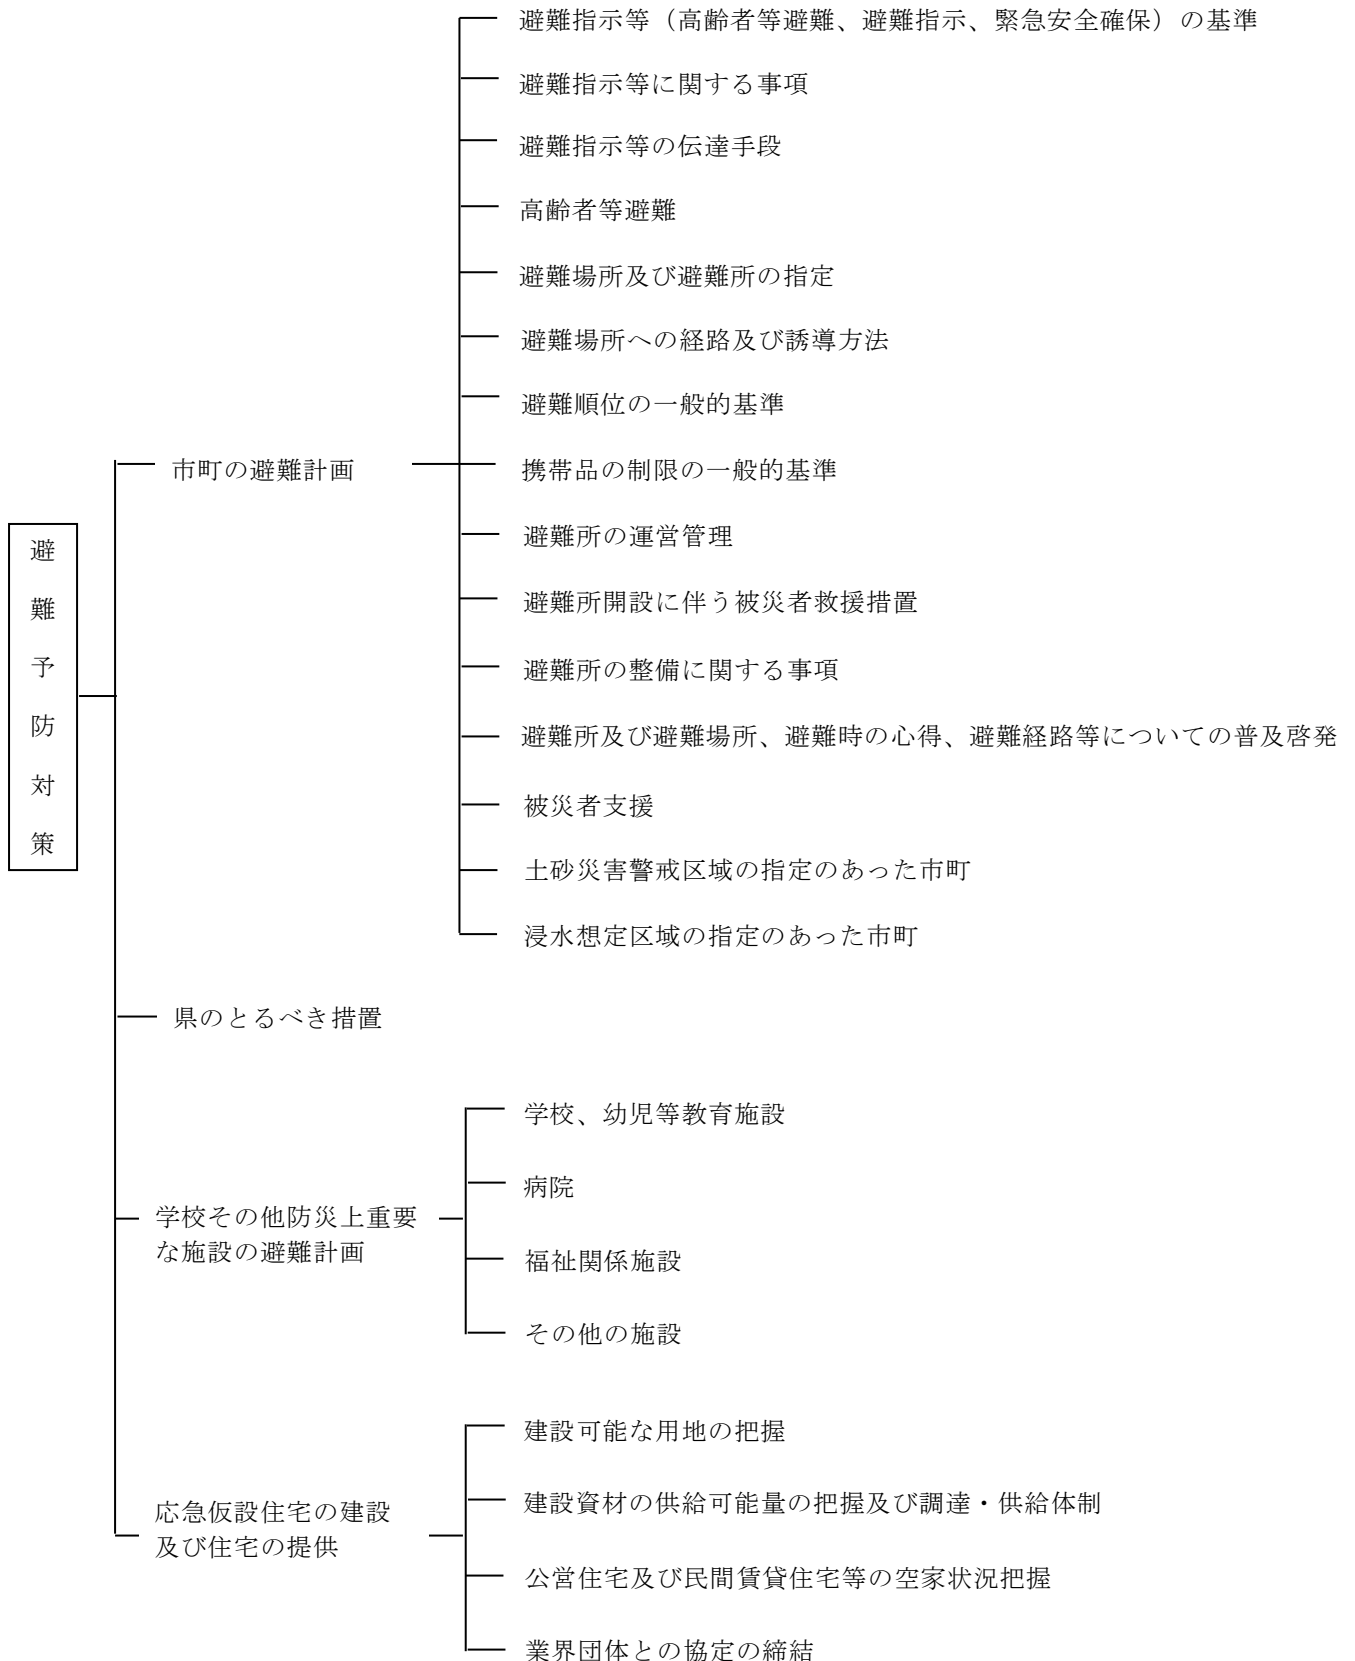 避難予防対策
市町の避難計画
避難指示等（高齢者等避難、避難指示、緊急安全確保）の基準
避難指示等に関する事項
避難指示等の伝達手段
高齢者等避難
避難場所及び避難所の指定
避難場所への経路及び誘導方法
避難順位の一般的基準
携帯品の制限の一般的基準
避難所の運営管理
避難所開設に伴う被災者救援措置
避難所の整備に関する事項
避難所及び避難場所、避難時の心得、避難経路等についての普及啓発
被災者支援
土砂災害警戒区域の指定のあった市町
浸水想定区域の指定のあった市町
県のとるべき措置
学校その他防災上重要
な施設の避難計画
学校、幼児等教育施設
病院
福祉関係施設
その他の施設
応急仮設住宅の建設
及び住宅の提供
建設可能な用地の把握
建設資材の供給可能量の把握及び調達・供給体制
公営住宅及び民間賃貸住宅等の空家状況把握
業界団体との協定の締結